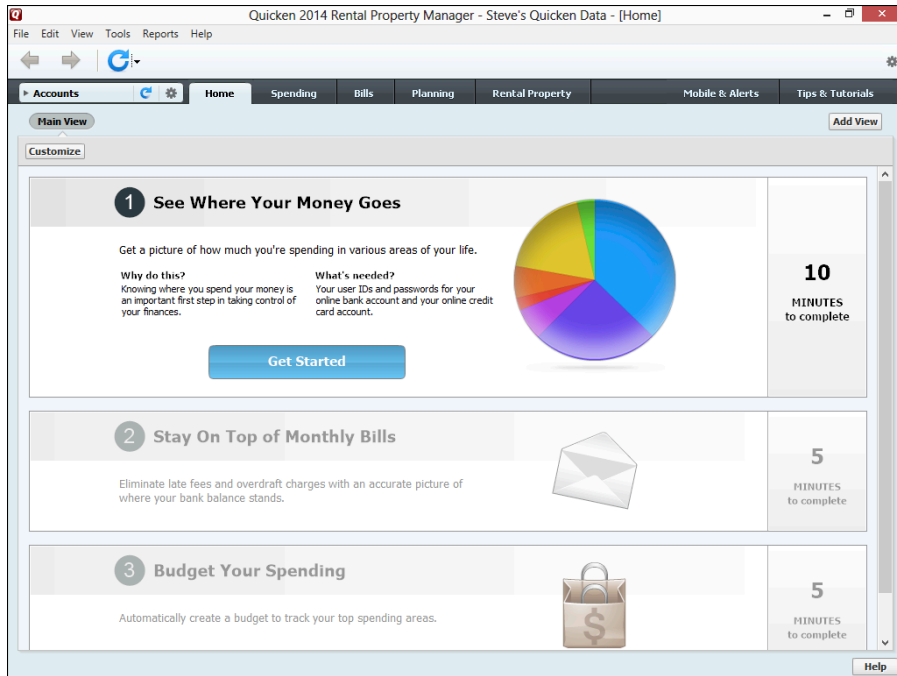 Quicken 2014 Rental Property Manager - Steve's Quicken Data - [Home]
File Edit View Tools Reports Help
Accounts Home Spending Bills Planning Rental Property Mobile & Alerts Tips & Tutorials
Main View Add View
Customize
1 See Where Your Money Goes
Get a picture of how much you're spending in various areas of your life.
Why do this?
Knowing where you spend your money is
an important first step in taking control of
your finances.
What's needed?
Your user IDs and passwords for your
online bank account and your online credit
card account.
Get Started
10
MINUTES
to complete
2 Stay On Top of Monthly Bills
Eliminate late fees and overdraft charges with an accurate picture of
where your bank balance stands.
5
MINUTES
to complete
3 Budget Your Spending
Automatically create a budget to track your top spending areas.
$
5
MINUTES
to complete
Help